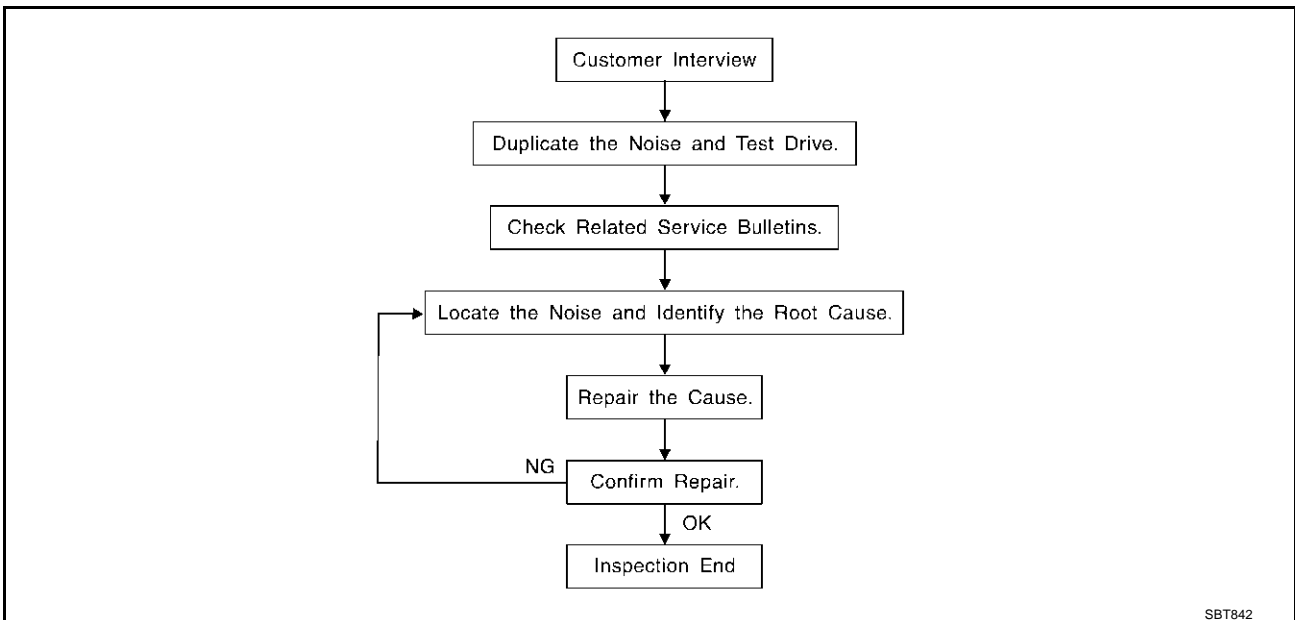 Customer Interview
Duplicate the Noise and Test Drive.
Check Related Service Bulletins.
Locate the Noise and Identify the Root Cause.
Repair the Cause.
NG
Confirm Repair.
OK
Inspection End
SBT842